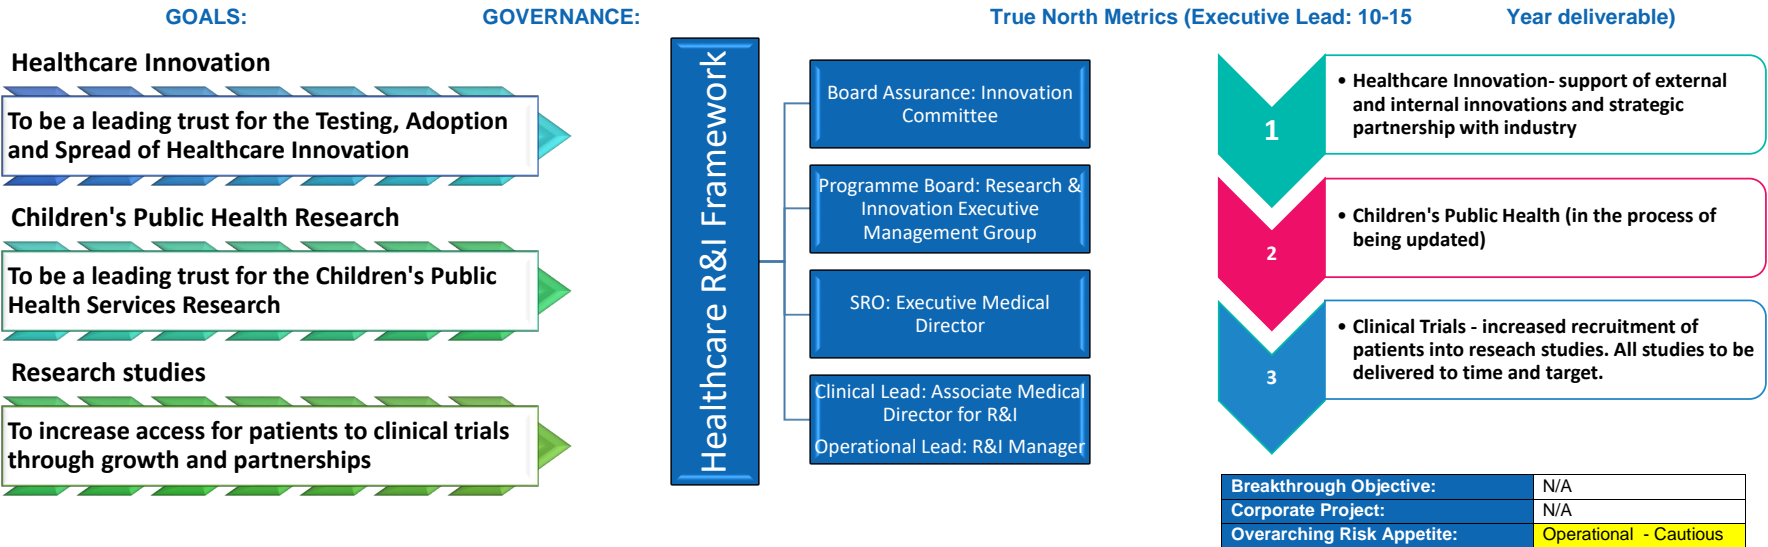 GOALS:
GOVERNANCE:
True North Metrics (Executive Lead: 10-15 Year deliverable)
Healthcare Innovation
To be a leading trust for the Testing, Adoption
and Spread of Healthcare Innovation
Children's Public Health Research
To be a leading trust for the Children's Public
Health Services Research
Research studies
To increase access for patients to clinical trials
through growth and partnerships
Healthcare R&I Framework
Board Assurance: Innovation
Committee
Programme Board: Research &
Innovation Executive
Management Group
SRO: Executive Medical
Director
Clinical Lead: Associate Medical
Director for R&I
Operational Lead: R&I Manager
1
• Healthcare Innovation- support of external
and internal innovations and strategic
partnership with industry
2
• Children's Public Health (in the process of
being updated)
3
• Clinical Trials - increased recruitment of
patients into reseach studies. All studies to be
delivered to time and target.
Breakthrough Objective: N/A
Corporate Project: N/A
Overarching Risk Appetite: Operational - Cautious